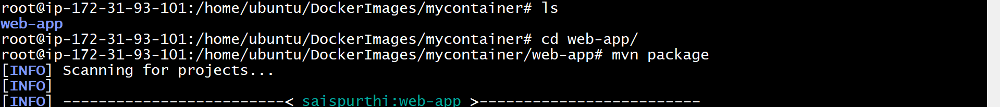 root@ip-172-31-93-101:/home/ubuntu/DockerImages/mycontainer# ls
web-app
root@ip-172-31-93-101:/home/ubuntu/DockerImages/mycontainer# cd web-app/
root@ip-172-31-93-101:/home/ubuntu/DockerImages/mycontainer/web-app# mvn package
[INFO] Scanning for projects...
[INFO]
[INFO] -------------------------< saispurthi:web-app >-------------------------